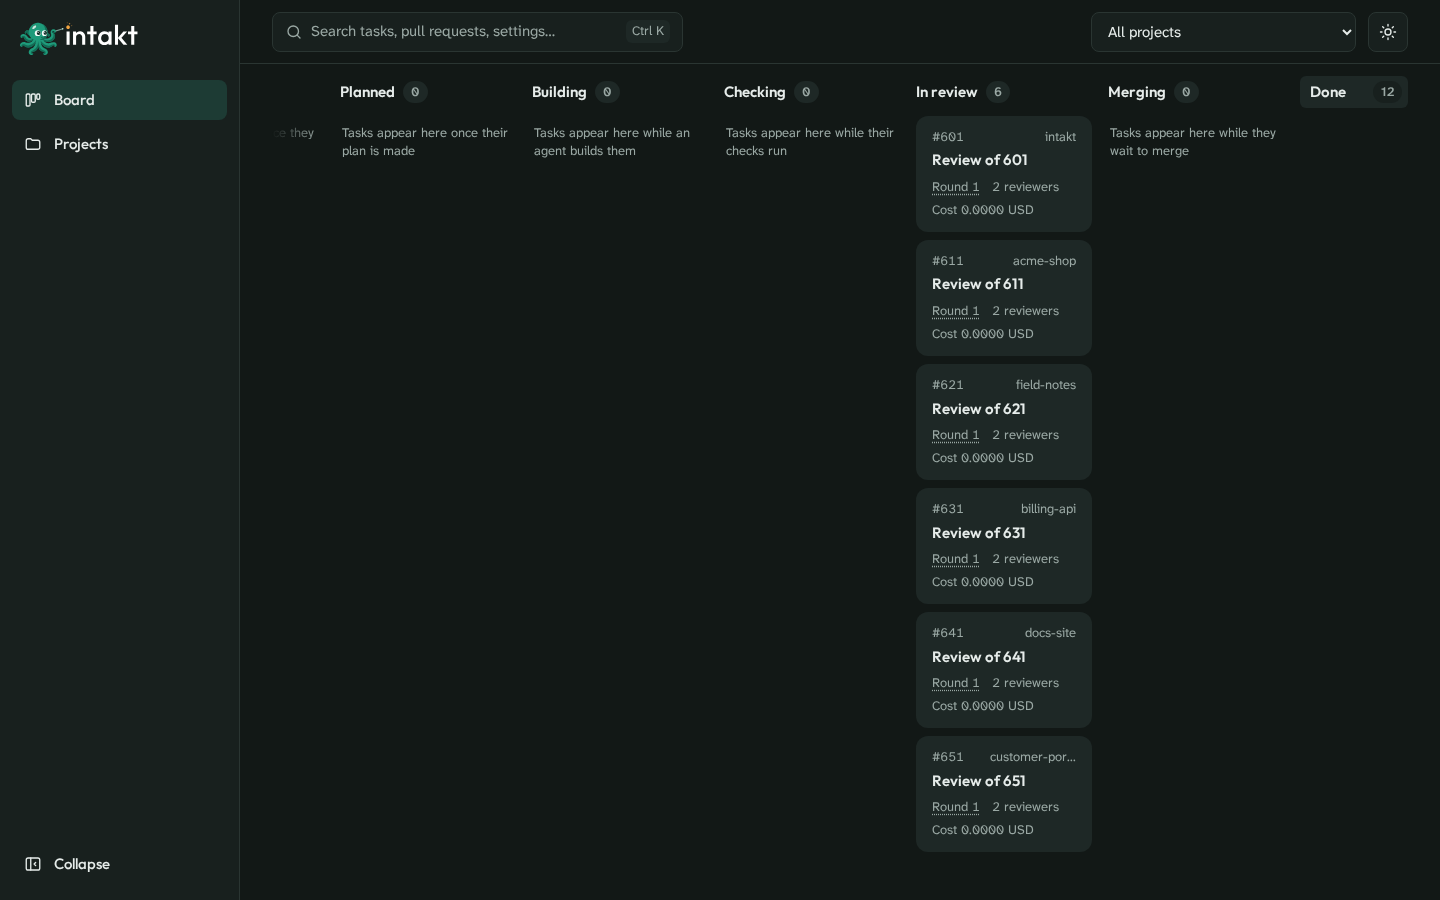 intakt
Search tasks, pull requests, settings...
Ctrl K
All projects
Board
Projects
Collapse
they
Planned 0
Tasks appear here once their
plan is made
Building 0
Tasks appear here while an
agent builds them
Checking 0
Tasks appear here while their
checks run
In review 6
#601 intakt
Review of 601
Round 1 2 reviewers
Cost 0.0000 USD
#611 acme-shop
Review of 611
Round 1 2 reviewers
Cost 0.0000 USD
#621 field-notes
Review of 621
Round 1 2 reviewers
Cost 0.0000 USD
#631 billing-api
Review of 631
Round 1 2 reviewers
Cost 0.0000 USD
#641 docs-site
Review of 641
Round 1 2 reviewers
Cost 0.0000 USD
#651 customer-por...
Review of 651
Round 1 2 reviewers
Cost 0.0000 USD
Merging 0
Tasks appear here while they
wait to merge
Done 12